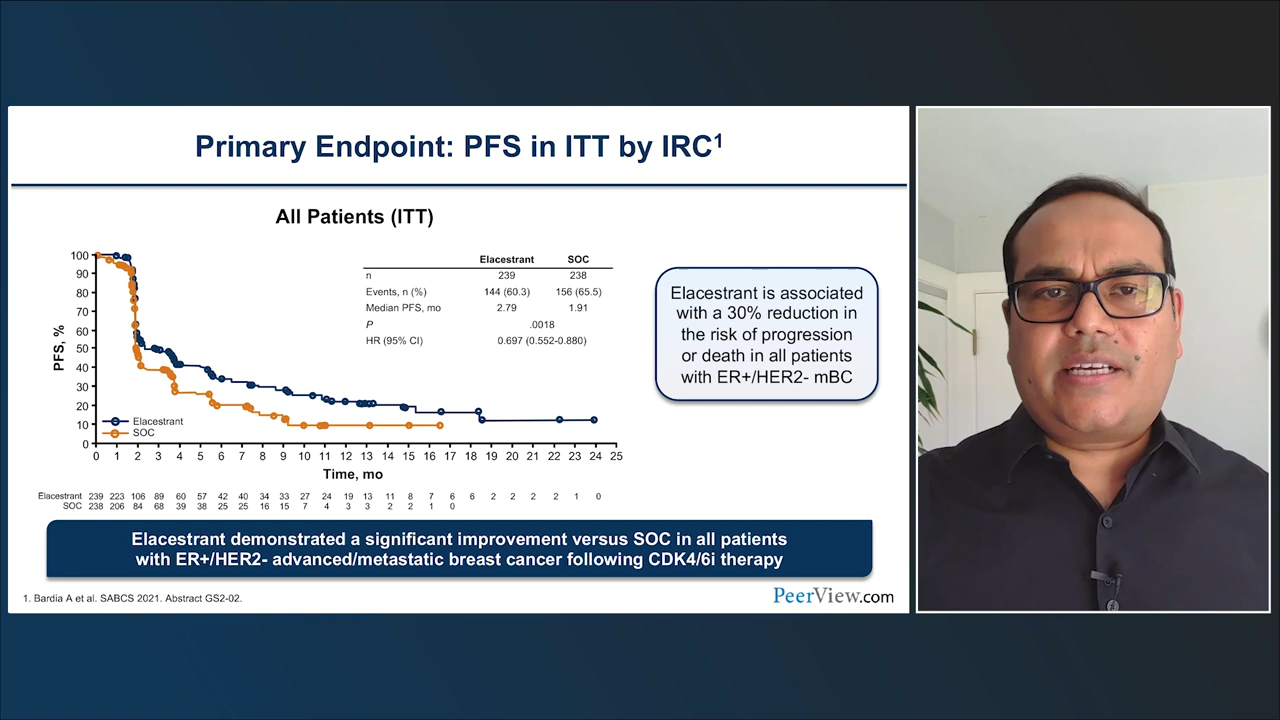 Primary Endpoint: PFS in ITT by IRC1
All Patients (ITT)
100
90
80
70
60
50
40
30
20
10
0
PFS, %
Elacestrant
SOC
0 1 2 3 4 5 6 7 8 9 10 11 12 13 14 15 16 17 18 19 20 21 22 23 24 25
Time, mo
Elacestrant SOC
n 239 238
Events, n (%) 144 (60.3) 156 (65.5)
Median PFS, mo 2.79 1.91
P .0018
HR (95% CI) 0.697 (0.552-0.880)
Elacestrant 239 223 106 89 60 57 42 40 34 33 27 24 19 13 11 8 7 6 6 2 2 2 2 1 0
SOC 238 206 84 68 39 38 25 25 16 15 7 4 3 3 2 2 1 0
Elacestrant is associated
with a 30% reduction in
the risk of progression
or death in all patients
with ER+/HER2- mBC
Elacestrant demonstrated a significant improvement versus SOC in all patients
with ER+/HER2- advanced/metastatic breast cancer following CDK4/6i therapy
1. Bardia A et al. SABCS 2021. Abstract GS2-02.
PeerView.com